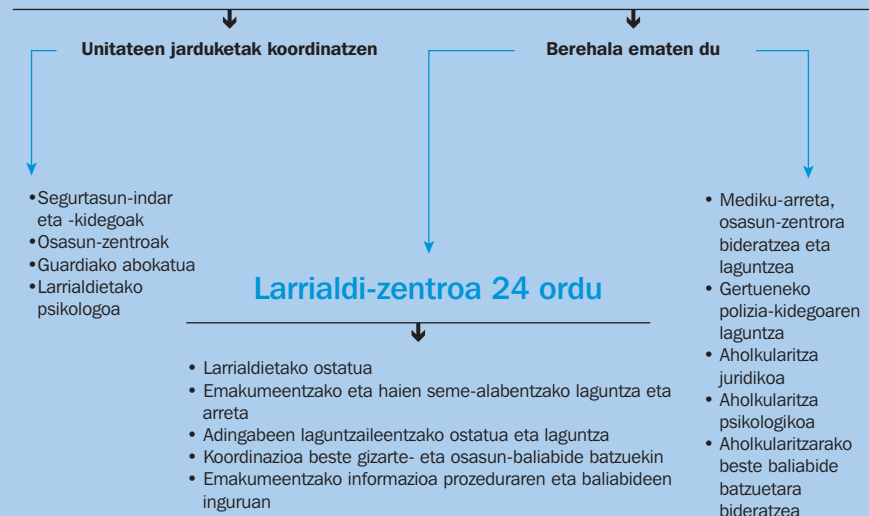 Unitateen jarduketak koordinatzen
Berehala ematen du
•Segurtasun-indar
eta -kidegoak
•Osasun-zentroak
•Guardiako abokatua
•Larrialdietako
psikologoa
• Mediku-arreta,
osasun-zentrora
bideratzea eta
laguntzea
• Gertueneko
polizia-kidegoaren
laguntza
• Aholkularitza
juridikoa
• Aholkularitza
psikologikoa
• Aholkularitzarako
beste baliabide
batzuetara
bideratzea
Larrialdi-zentroa 24 ordu
• Larrialdietako ostatua
• Emakumeentzako eta haien seme-alabentzako laguntza eta
arreta
• Adingabeen laguntzaileentzako ostatua eta laguntza
• Koordinazioa beste gizarte- eta osasun-baliabide batzuekin
• Emakumeentzako informazioa prozeduraren eta baliabideen
inguruan